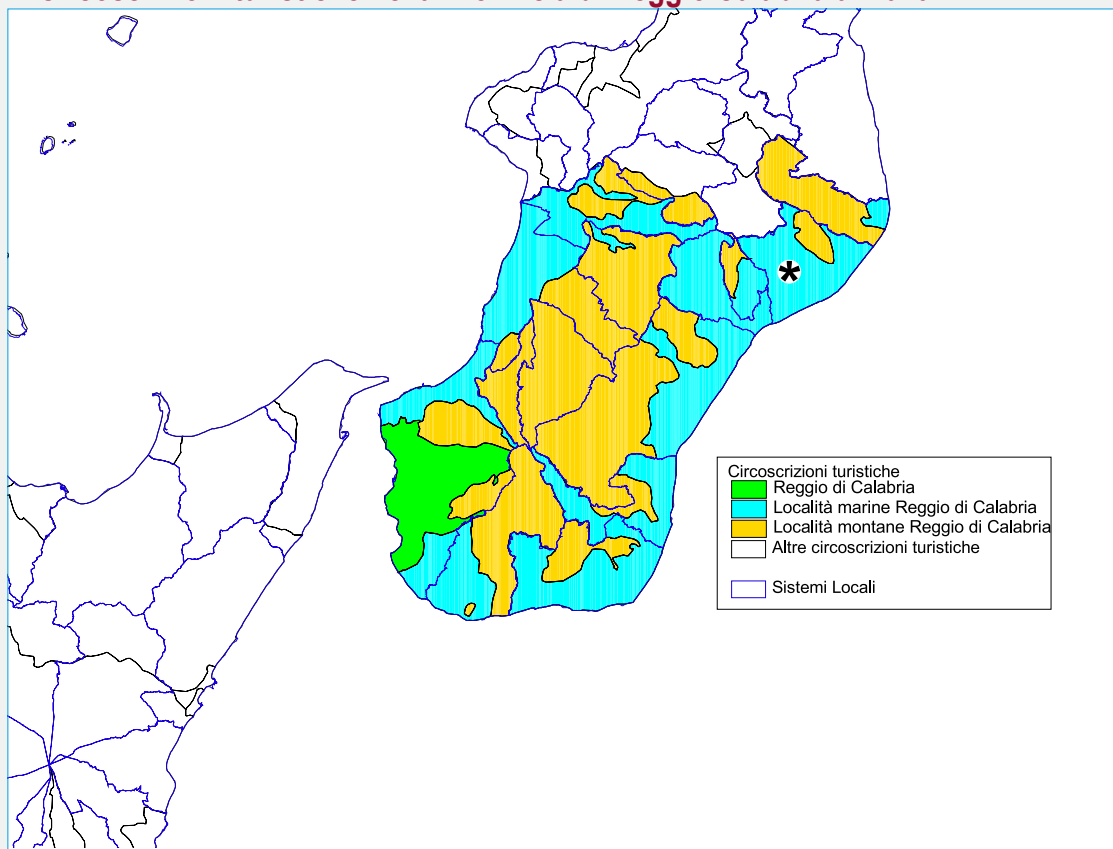 Circoscrizioni turistiche
Reggio di Calabria
Località marine Reggio di Calabria
Località montane Reggio di Calabria
Altre circoscrizioni turistiche
Sistemi Locali
*